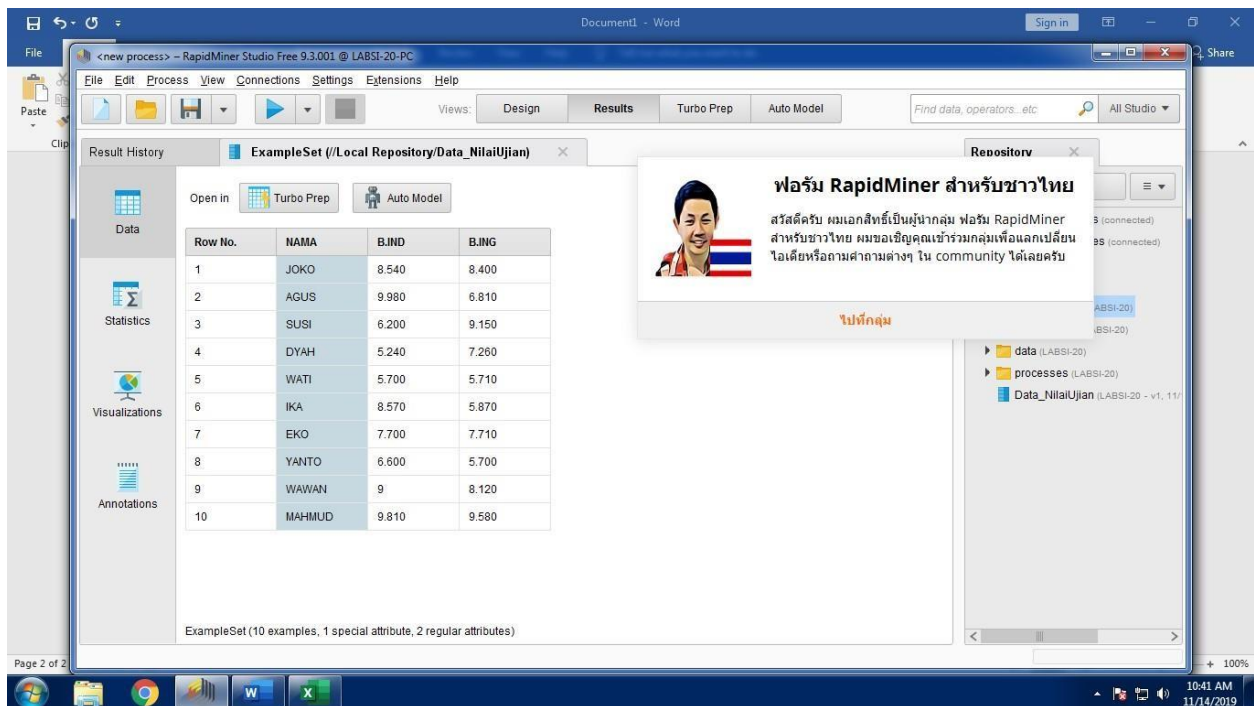 Document1 - Word
Sign in
File
Share
Paste
Clip
<new process> – RapidMiner Studio Free 9.3.001 @ LABSI-20-PC
File Edit Process View Connections Settings Extensions Help
Views: Design Results Turbo Prep Auto Model
Find data, operators...etc
All Studio
Result History
ExampleSet (//Local Repository/Data_NilaiUjian)
Repository
Data
Statistics
Visualizations
Annotations
Open in Turbo Prep Auto Model
Row No. NAMA B.IND B.ING
1 JOKO 8.540 8.400
2 AGUS 9.980 6.810
3 SUSI 6.200 9.150
4 DYAH 5.240 7.260
5 WATI 5.700 5.710
6 IKA 8.570 5.870
7 EKO 7.700 7.710
8 YANTO 6.600 5.700
9 WAWAN 9 8.120
10 MAHMUD 9.810 9.580
ExampleSet (10 examples, 1 special attribute, 2 regular attributes)
ฟอรัม RapidMiner สำหรับชาวไทย
สวัสดีครับ ผมเอกสิทธิ์เป็นผู้นำกลุ่ม ฟอรัม RapidMiner
สำหรับชาวไทย ผมขอเชิญคุณเข้าร่วมกลุ่มเพื่อแลกเปลี่ยน
ไอเดียหรือถามคำถามต่างๆ ใน community ได้เลยครับ
ไปที่กลุ่ม
(connected)
(connected)
LABSI-20)
data (LABSI-20)
processes (LABSI-20)
Data_NilaiUjian (LABSI-20 - v1, 11/
Page 2 of 2
100%
10:41 AM
11/14/2019